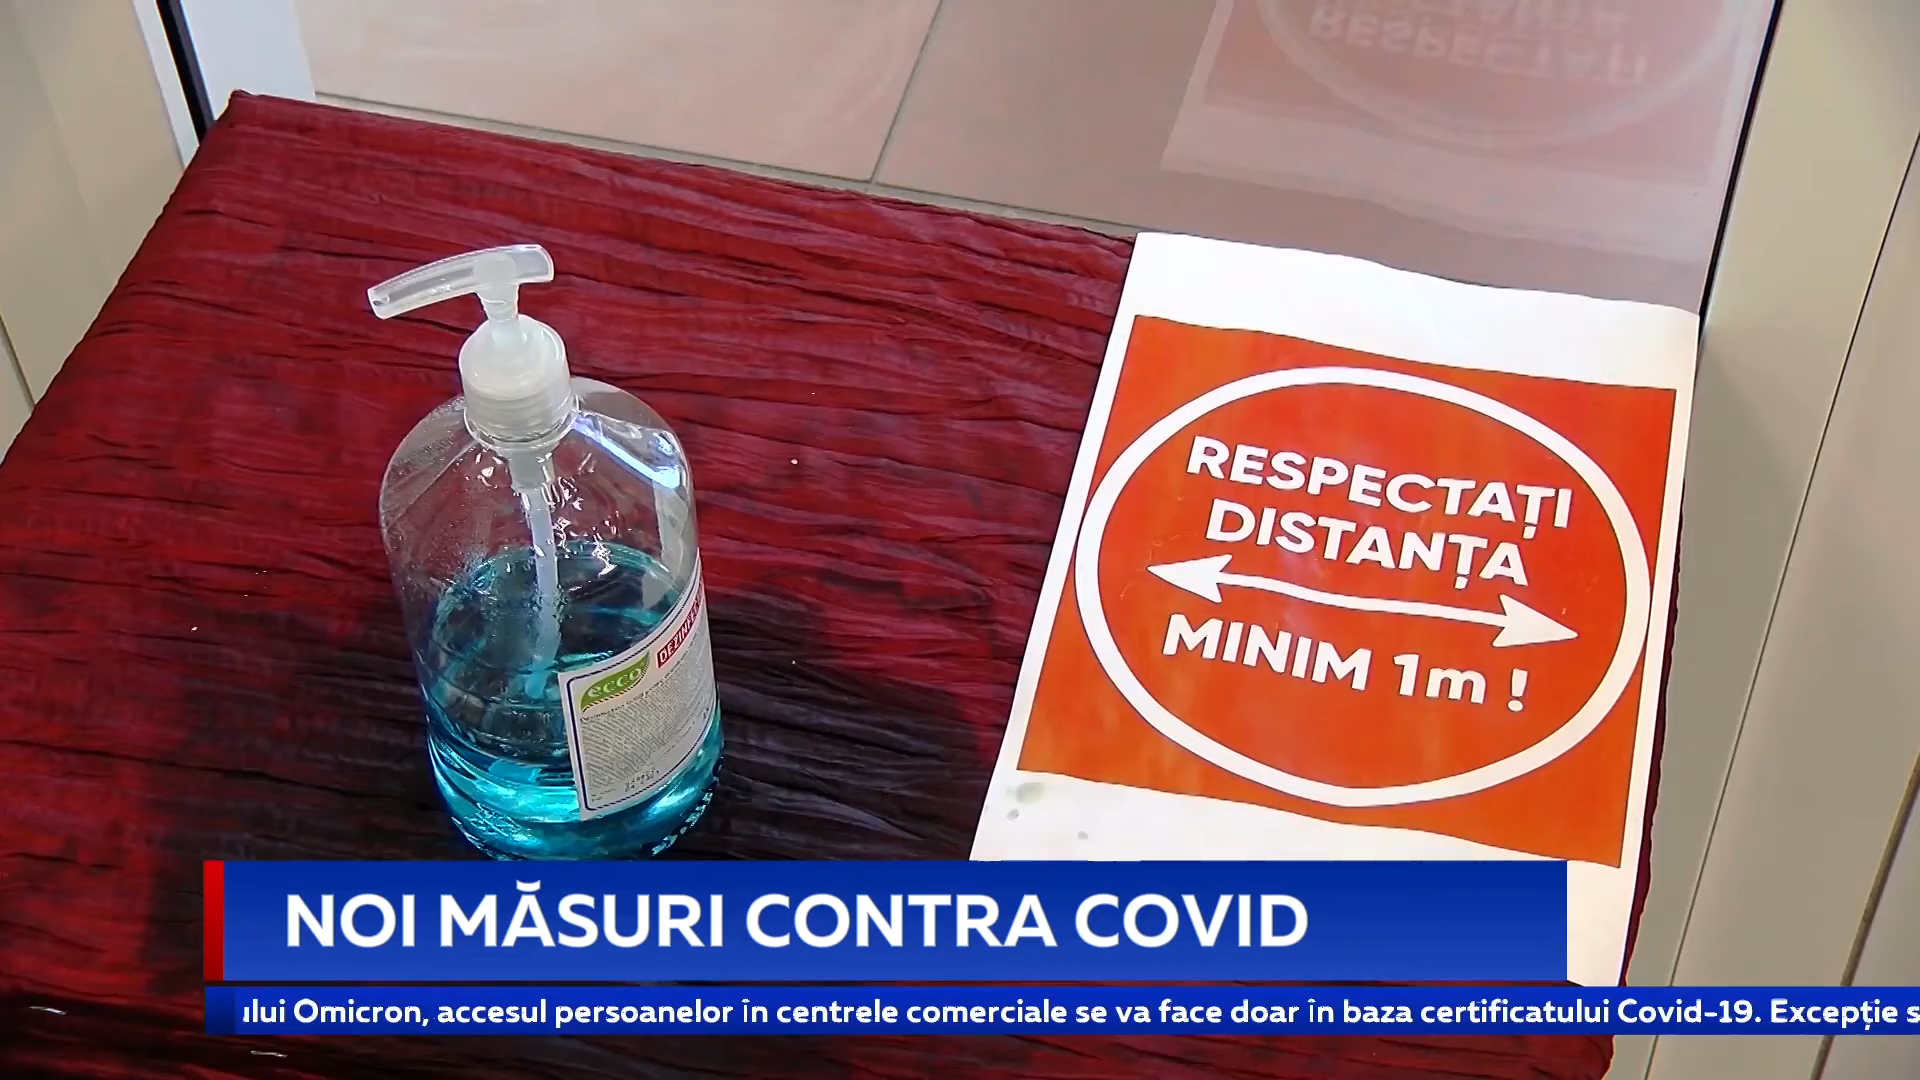 RESPECTAȚI
DISTANȚA
MINIM 1m !
ecco
NOI MĂSURI CONTRA COVID
ului Omicron, accesul persoanelor în centrele comerciale se va face doar în baza certificatului Covid-19. Excepție s